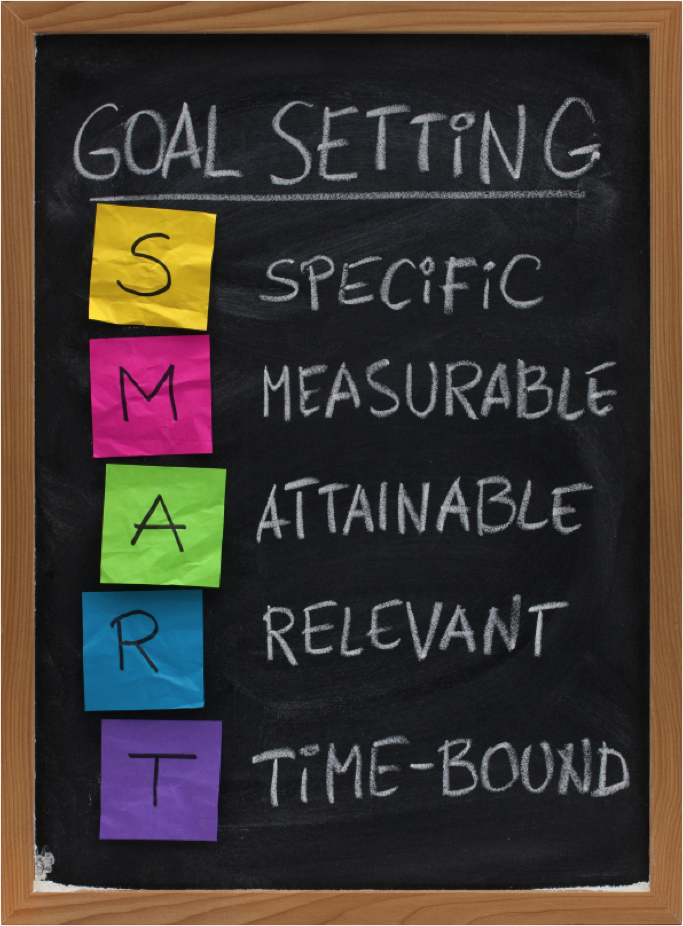 GOAL SETTING
S SPECIFIC
M MEASURABLE
A ATTAINABLE
R RELEVANT
T TIME-BOUND